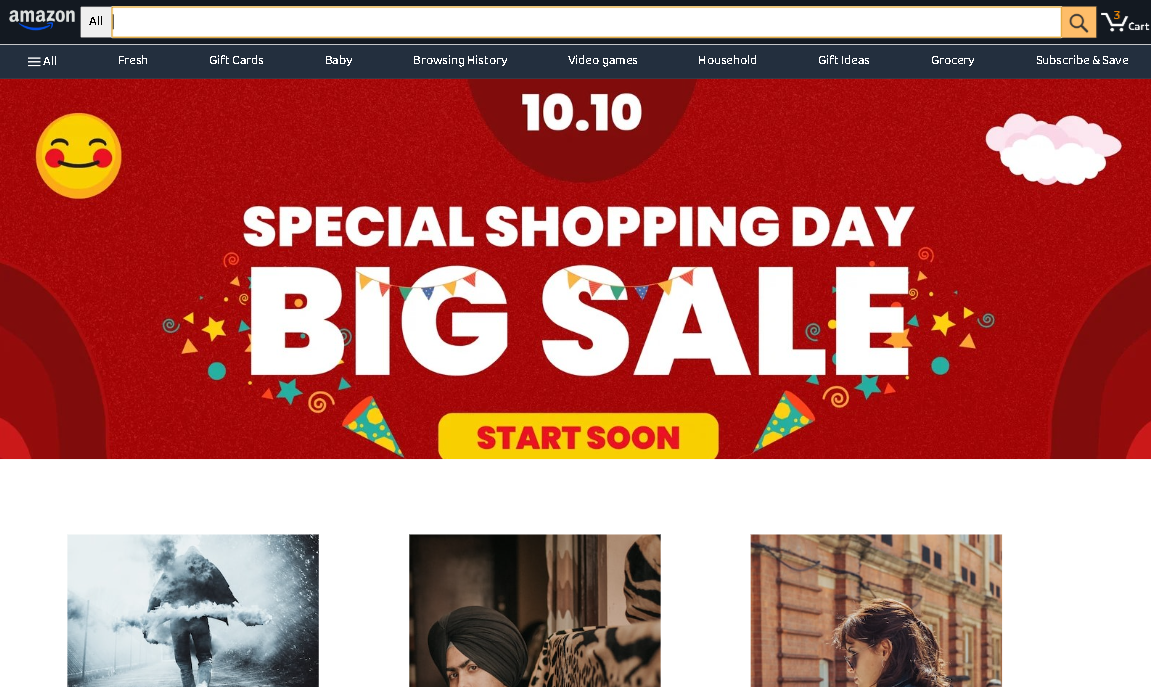 amazon
All
3
Cart
All
Fresh
Gift Cards
Baby
Browsing History
Video games
Household
Gift Ideas
Grocery
Subscribe & Save
10.10
SPECIAL SHOPPING DAY
BIG SALE
START SOON